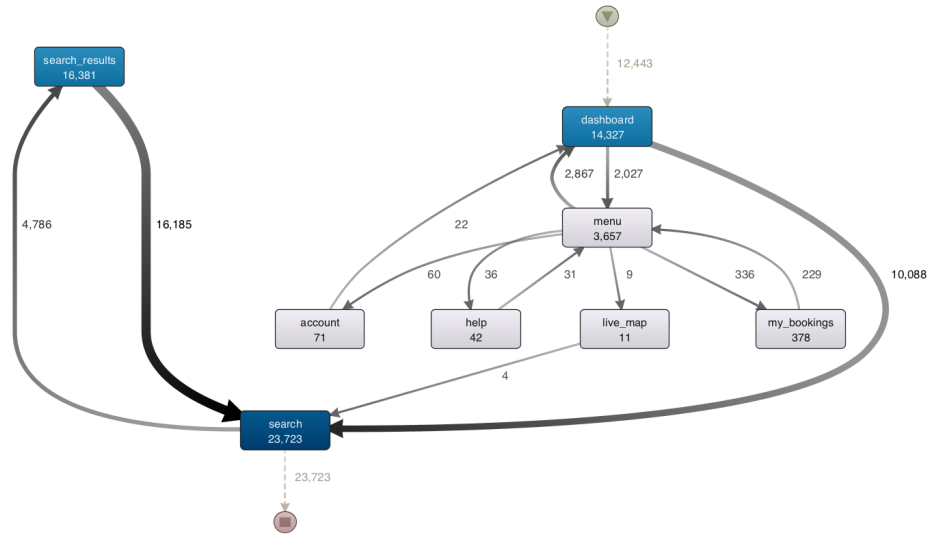 12,443
search_results
16,381
dashboard
14,327
2,867
2,027
menu
3,657
4,786
16,185
22
10,088
60
36
31
9
336
229
account
71
help
42
live_map
11
my_bookings
378
4
search
23,723
23,723